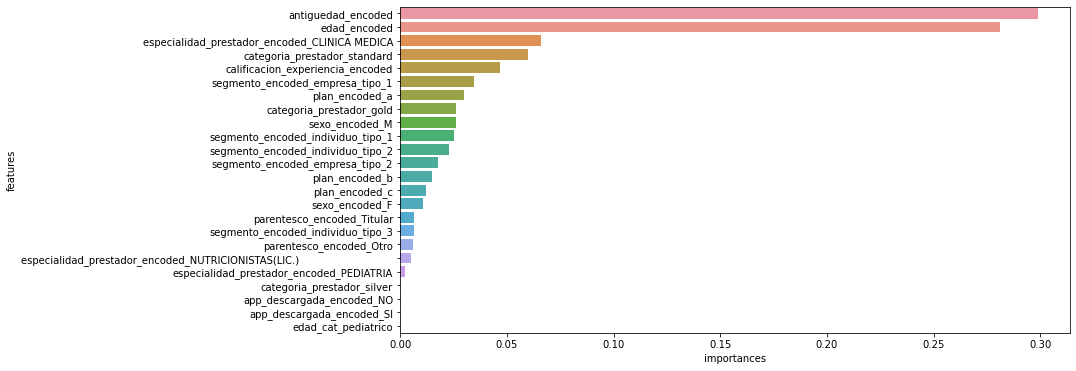 antiguedad_encoded
edad_encoded
especialidad_prestador_encoded_CLINICA MEDICA
categoria_prestador_standard
calificacion_experiencia_encoded
segmento_encoded_empresa_tipo_1
plan_encoded_a
categoria_prestador_gold
sexo_encoded_M
segmento_encoded_individuo_tipo_1
segmento_encoded_individuo_tipo_2
segmento_encoded_empresa_tipo_2
plan_encoded_b
plan_encoded_c
sexo_encoded_F
parentesco_encoded_Titular
segmento_encoded_individuo_tipo_3
parentesco_encoded_Otro
especialidad_prestador_encoded_NUTRICIONISTAS(LIC.)
especialidad_prestador_encoded_PEDIATRIA
categoria_prestador_silver
app_descargada_encoded_NO
app_descargada_encoded_SI
edad_cat_pediatrico
features
0.00 0.05 0.10 0.15 0.20 0.25 0.30
importances